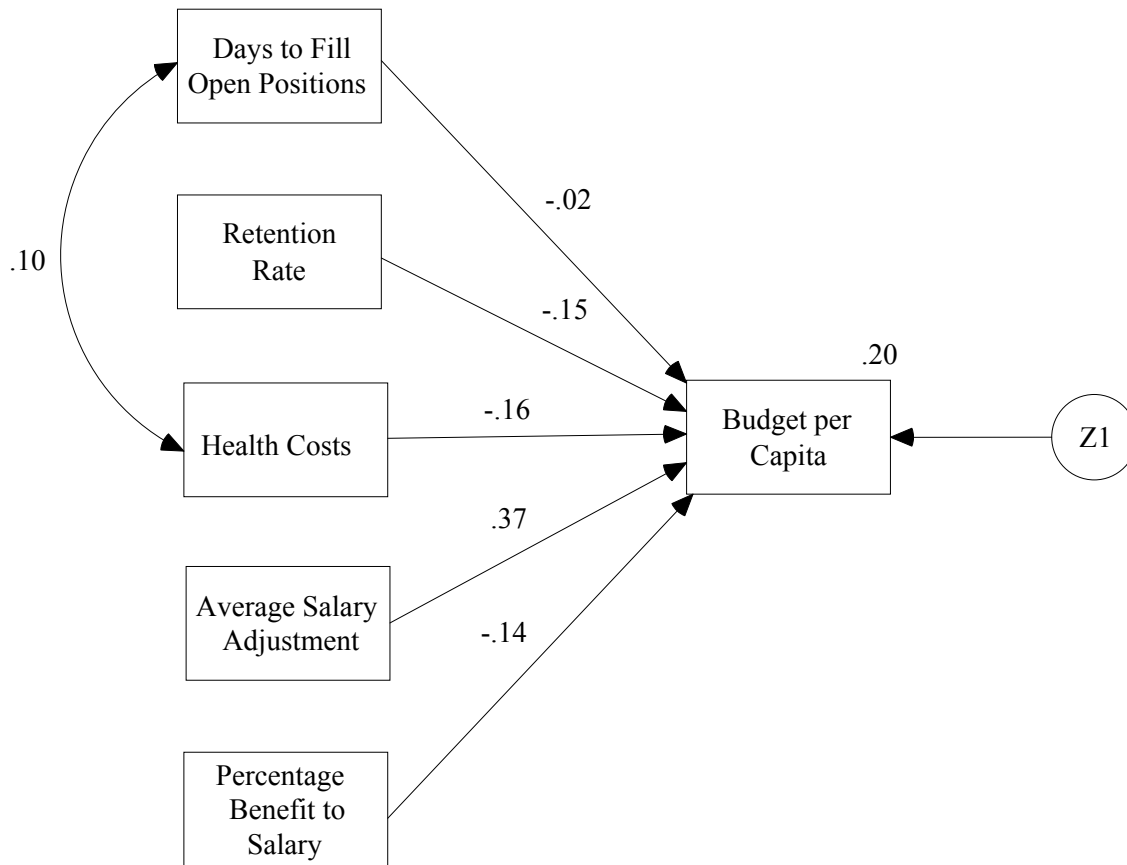 Days to Fill
Open Positions
-.02
Retention
Rate
.10
-.15
.20
Health Costs
-.16
Budget per
Capita
Z1
.37
Average Salary
Adjustment
-.14
Percentage
Benefit to
Salary